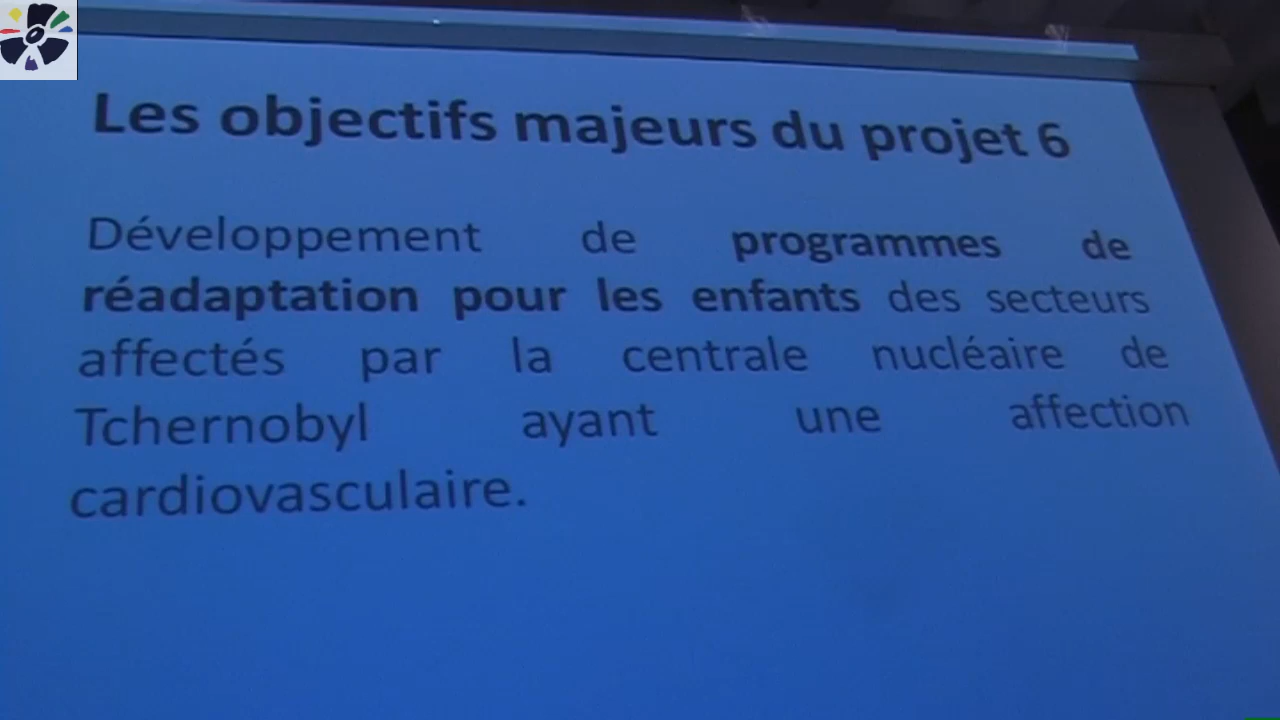 Les objectifs majeurs du projet 6
Développement de programmes de
réadaptation pour les enfants des secteurs
affectés par la centrale nucléaire de
Tchernobyl ayant une affection
cardiovasculaire.